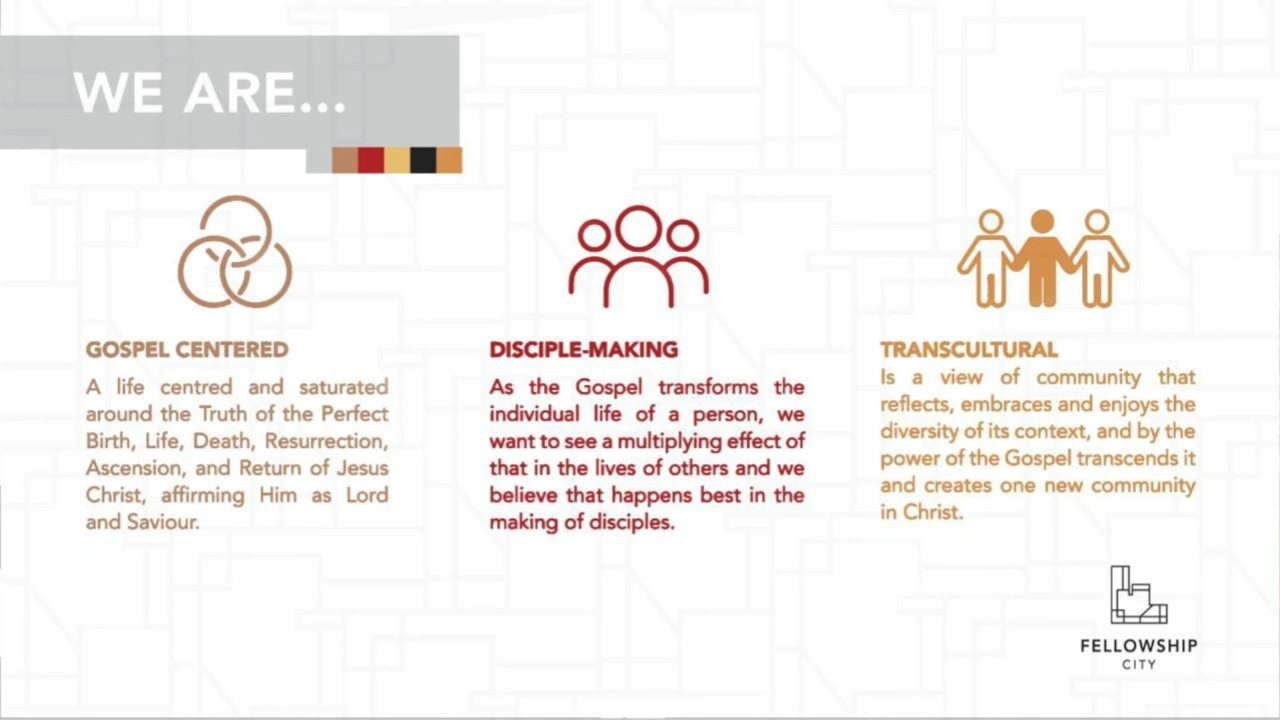 WE ARE...
GOSPEL CENTERED
A life centred and saturated
around the Truth of the Perfect
Birth, Life, Death, Resurrection,
Ascension, and Return of Jesus
Christ, affirming Him as Lord
and Saviour.
DISCIPLE-MAKING
As the Gospel transforms the
individual life of a person, we
want to see a multiplying effect of
that in the lives of others and we
believe that happens best in the
making of disciples.
TRANSCULTURAL
Is a view of community that
reflects, embraces and enjoys the
diversity of its context, and by the
power of the Gospel transcends it
and creates one new community
in Christ.
FELLOWSHIP
CITY